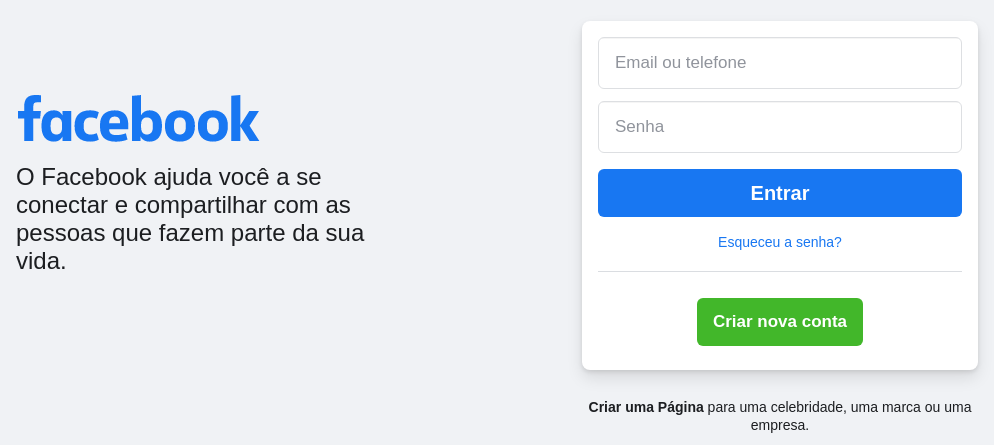 facebook
O Facebook ajuda você a se
conectar e compartilhar com as
pessoas que fazem parte da sua
vida.
Email ou telefone
Senha
Entrar
Esqueceu a senha?
Criar nova conta
Criar uma Página para uma celebridade, uma marca ou uma
empresa.